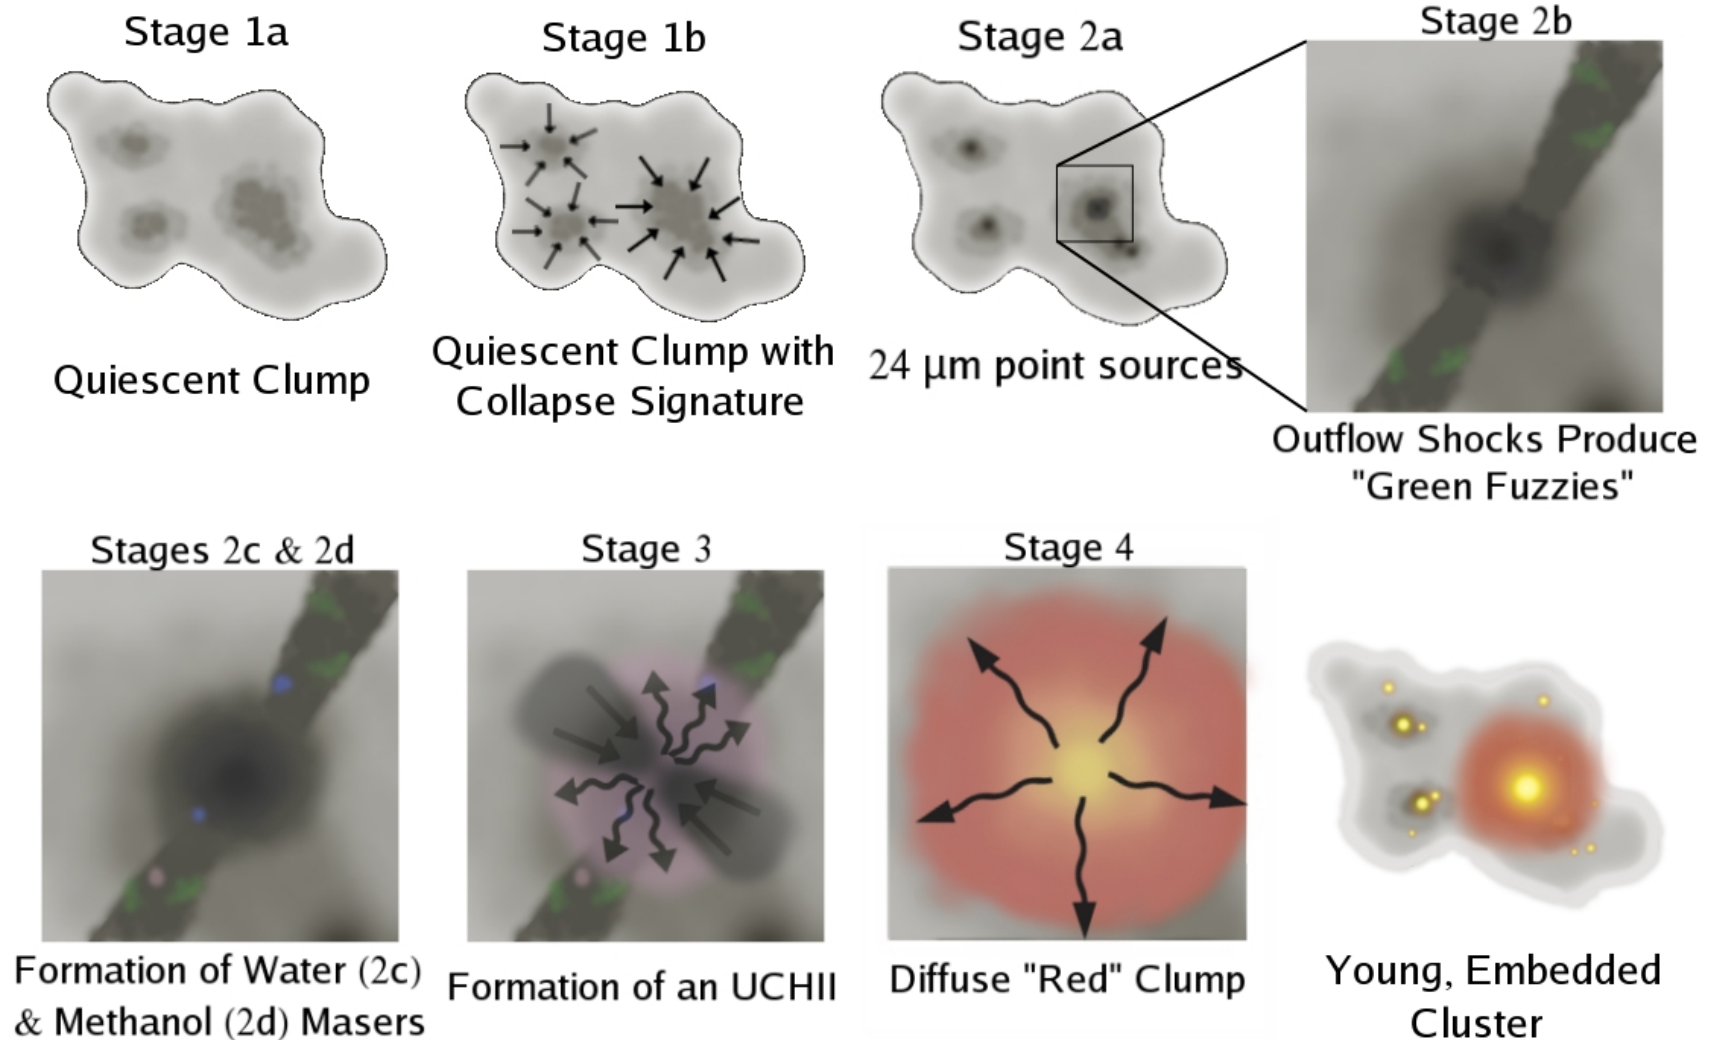 Stage 1a
Stage 1b
Stage 2a
Stage 2b
Quiescent Clump
Quiescent Clump with
Collapse Signature
24 μm point sources
Outflow Shocks Produce
"Green Fuzzies"
Stages 2c & 2d
Stage 3
Stage 4
Formation of Water (2c)
& Methanol (2d) Masers
Formation of an UCHII
Diffuse "Red" Clump
Young, Embedded
Cluster